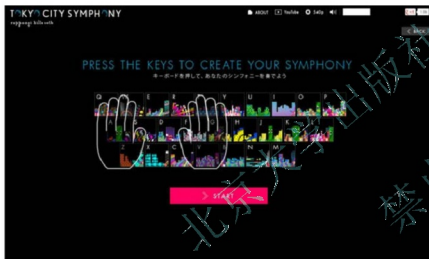 TOKYO CITY SYMPHONY
roppongi hills 10th
ABOUT YouTube 540p
BACK
PRESS THE KEYS TO CREATE YOUR SYMPHONY
キーボードを押して、あなたのシンフォニーを奏でよう
Q E R Y U I O P
A S D G H J K L
Z X C V N M
START
北京大学出版社
禁